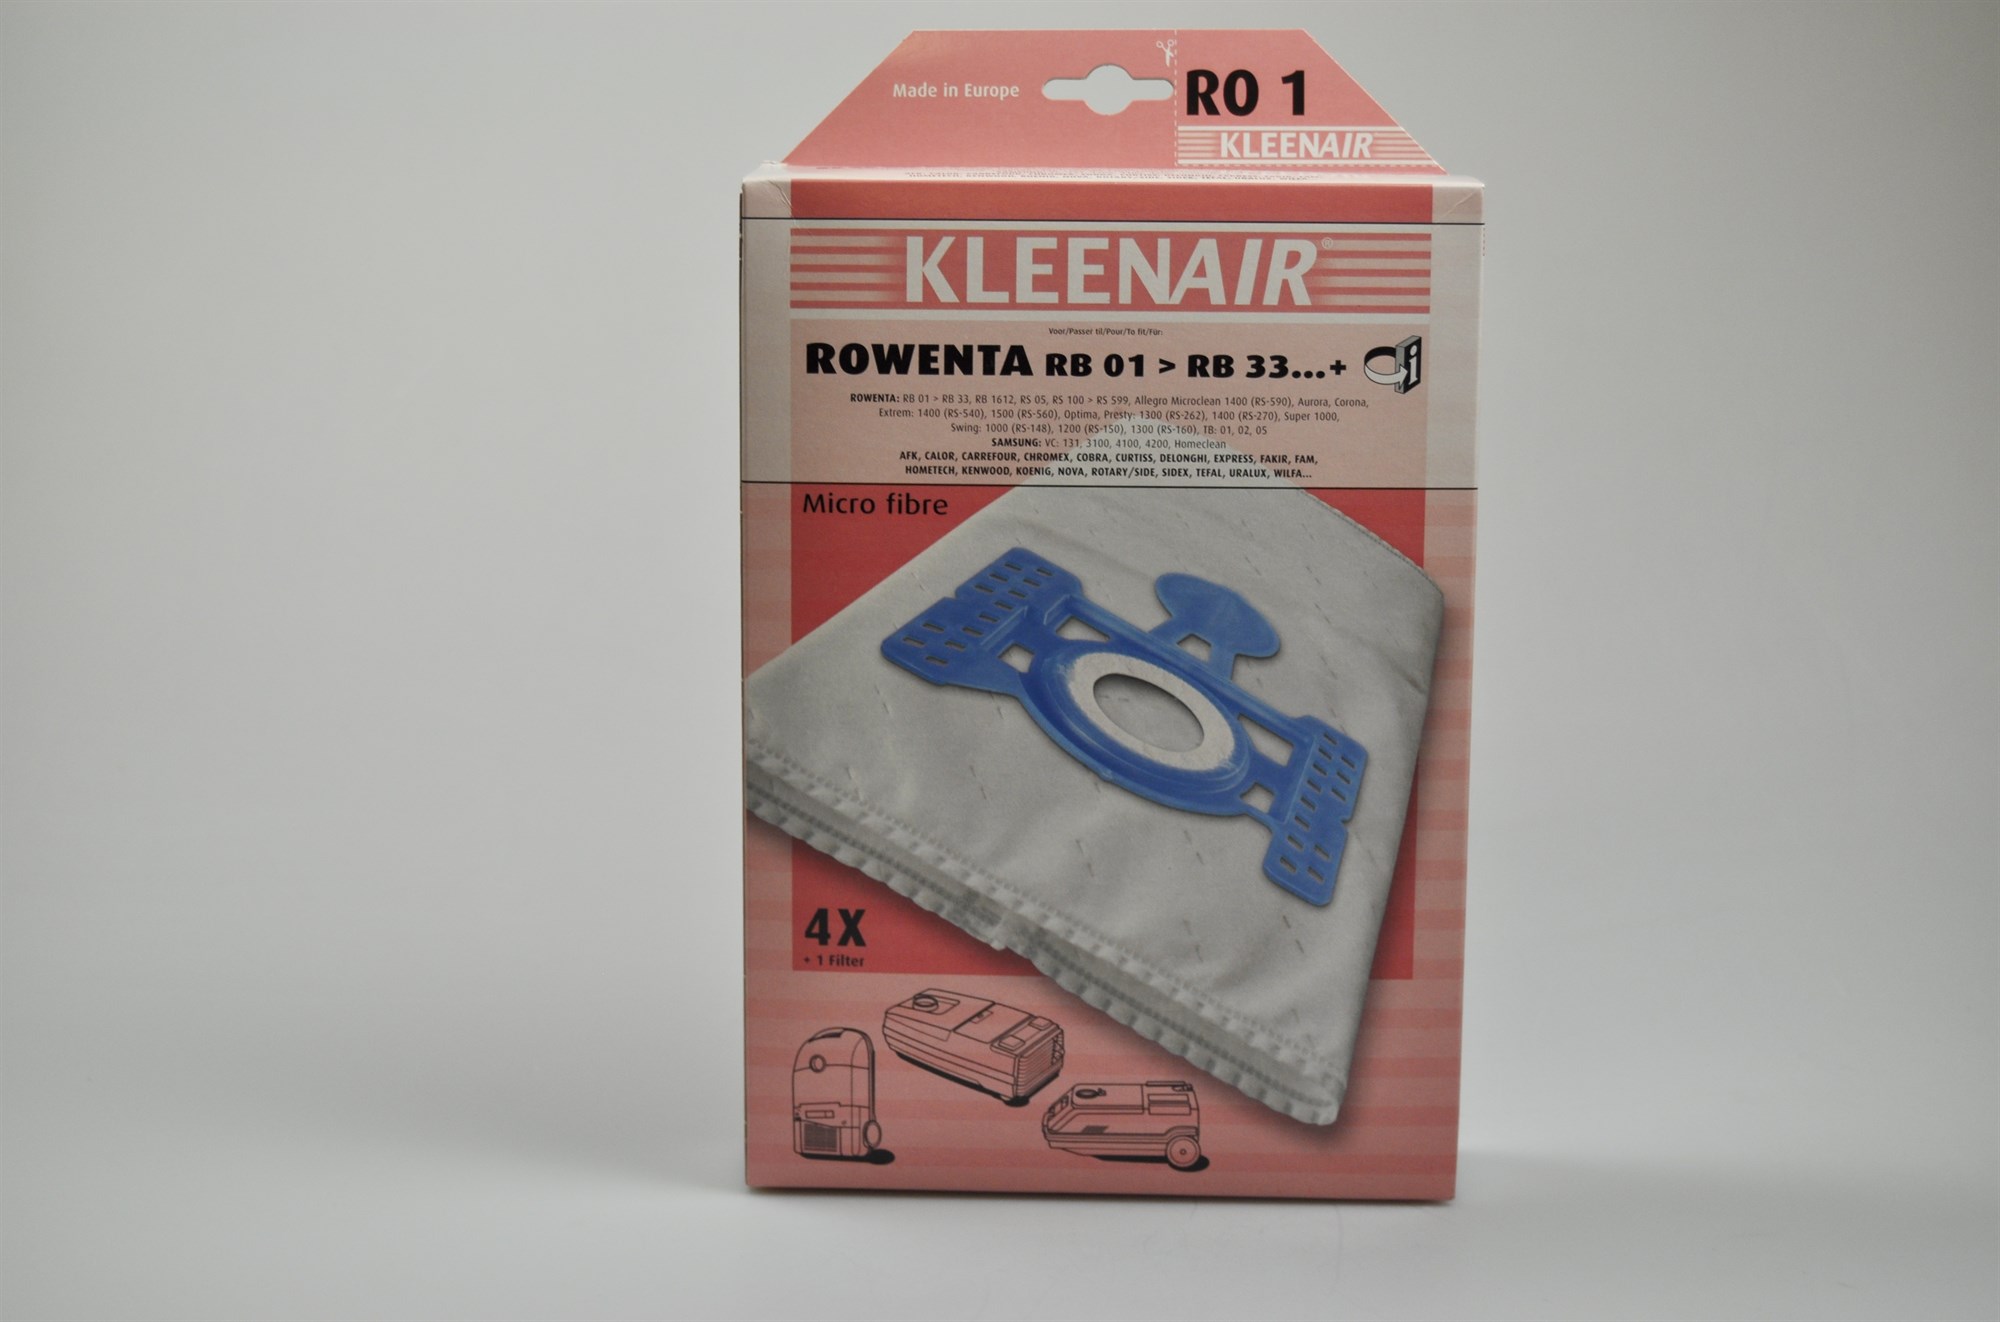 Made in Europe
RO 1
KLEENAIR
KLEENAIR®
Voor/Passer til/Pour/To fit/Für:
ROWENTA RB 01 > RB 33...+
i
ROWENTA: RB 01 > RB 33, RB 1612, RS 05, RS 100 > RS 599, Allegro Microclean 1400 (RS-590), Aurora, Corona,
Extrem: 1400 (RS-540), 1500 (RS-560), Optima, Presty: 1300 (RS-262), 1400 (RS-270), Super 1000,
Swing: 1000 (RS-148), 1200 (RS-150), 1300 (RS-160), TB: 01, 02, 05
SAMSUNG: VC: 131, 3100, 4100, 4200, Homeclean
AFK, CALOR, CARREFOUR, CHROMEX, COBRA, CURTISS, DELONGHI, EXPRESS, FAKIR, FAM,
HOMETECH, KENWOOD, KOENIG, NOVA, ROTARY/SIDE, SIDEX, TEFAL, URALUX, WILFA...
Micro fibre
4X
+ 1 Filter